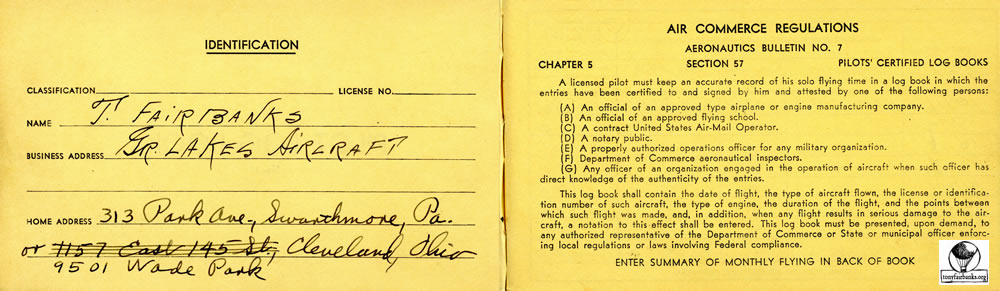 IDENTIFICATION
CLASSIFICATION LICENSE NO.
NAME T. FAIRBANKS
BUSINESS ADDRESS GR. LAKES AIRCRAFT
HOME ADDRESS 313 Park Ave., Swarthmore, Pa.
or 1157 East 145 St., Cleveland, Ohio
9501 Wade Park
AIR COMMERCE REGULATIONS
AERONAUTICS BULLETIN NO. 7
CHAPTER 5 SECTION 57 PILOTS' CERTIFIED LOG BOOKS
A licensed pilot must keep an accurate record of his solo flying time in a log book in which the
entries have been certified to and signed by him and attested by one of the following persons:
(A) An official of an approved type airplane or engine manufacturing company.
(B) An official of an approved flying school.
(C) A contract United States Air-Mail Operator.
(D) A notary public.
(E) A properly authorized operations officer for any military organization.
(F) Department of Commerce aeronautical inspectors.
(G) Any officer of an organization engaged in the operation of aircraft when such officer has
direct knowledge of the authenticity of the entries.
This log book shall contain the date of flight, the type of aircraft flown, the license or identifica-
tion number of such aircraft, the type of engine, the duration of the flight, and the points between
which such flight was made, and, in addition, when any flight results in serious damage to the air-
craft, a notation to this effect shall be entered. This log book must be presented, upon demand, to
any authorized representative of the Department of Commerce or State or municipal officer enforc-
ing local regulations or laws involving Federal compliance.
ENTER SUMMARY OF MONTHLY FLYING IN BACK OF BOOK
tonyfairbanks.org